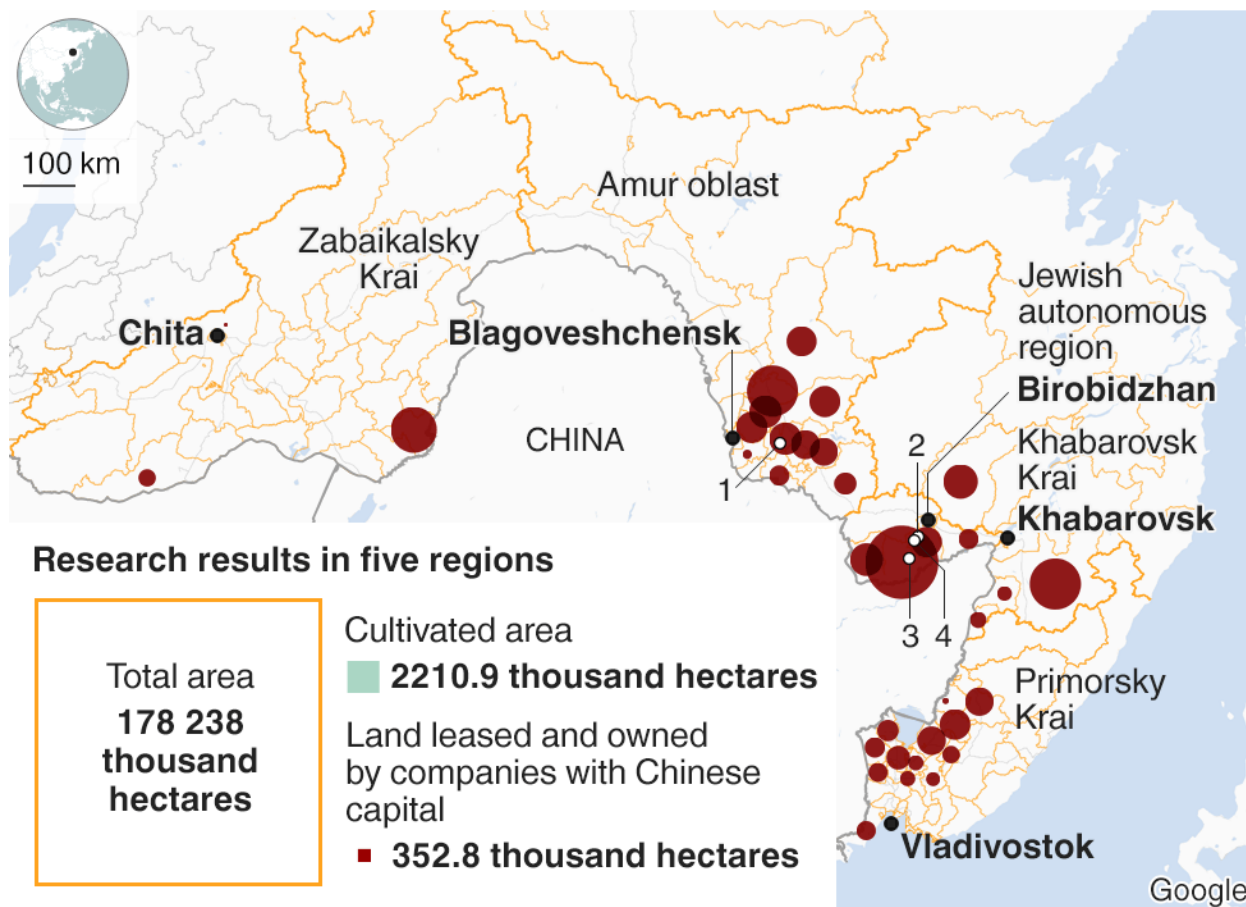 100 km
Amur oblast
Zabaikalsky
Krai
Jewish
autonomous
region
Chita
Blagoveshchensk
Birobidzhan
CHINA
2
Khabarovsk
Krai
1
Khabarovsk
Research results in five regions
3 4
Total area
178 238
thousand
hectares
Cultivated area
2210.9 thousand hectares
Land leased and owned
by companies with Chinese
capital
352.8 thousand hectares
Primorsky
Krai
Vladivostok
Google